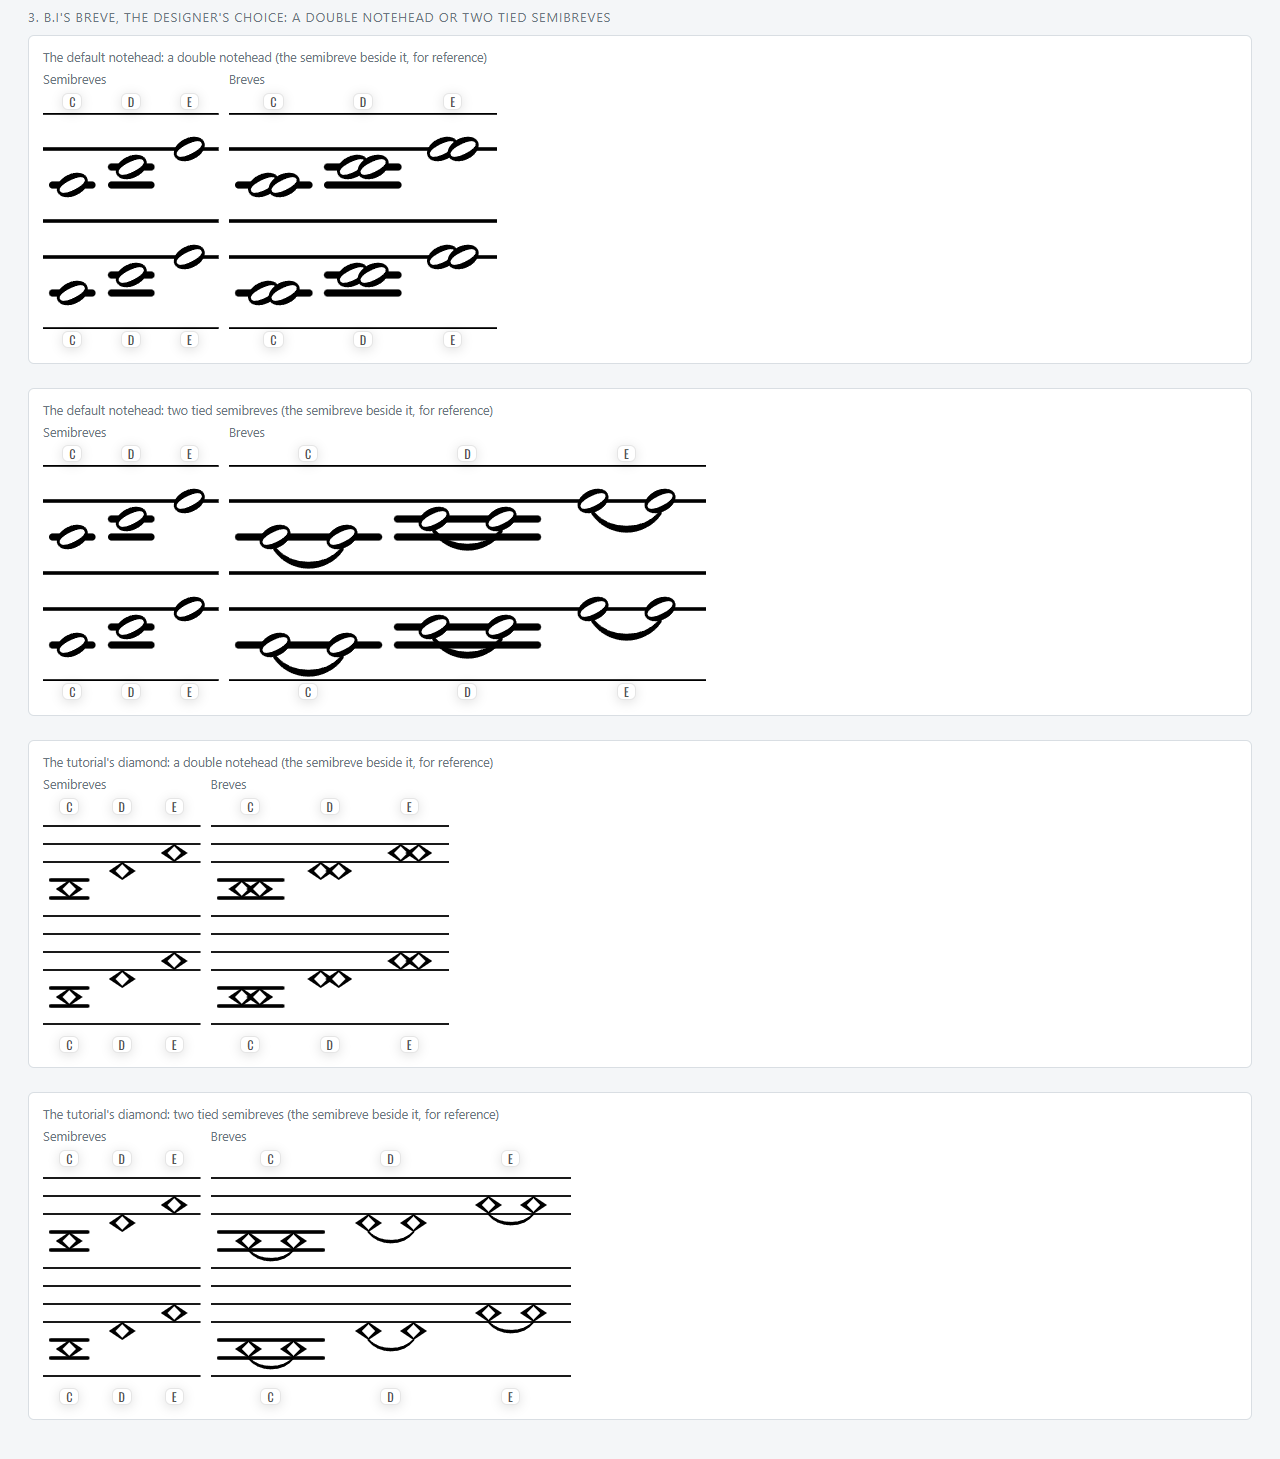 3. B.I'S BREVE, THE DESIGNER'S CHOICE: A DOUBLE NOTEHEAD OR TWO TIED SEMIBREVES
The default notehead: a double notehead (the semibreve beside it, for reference)
Semibreves Breves
C D E C D E
C D E C D E
The default notehead: two tied semibreves (the semibreve beside it, for reference)
Semibreves Breves
C D E C D E
C D E C D E
The tutorial's diamond: a double notehead (the semibreve beside it, for reference)
Semibreves Breves
C D E C D E
C D E C D E
The tutorial's diamond: two tied semibreves (the semibreve beside it, for reference)
Semibreves Breves
C D E C D E
C D E C D E